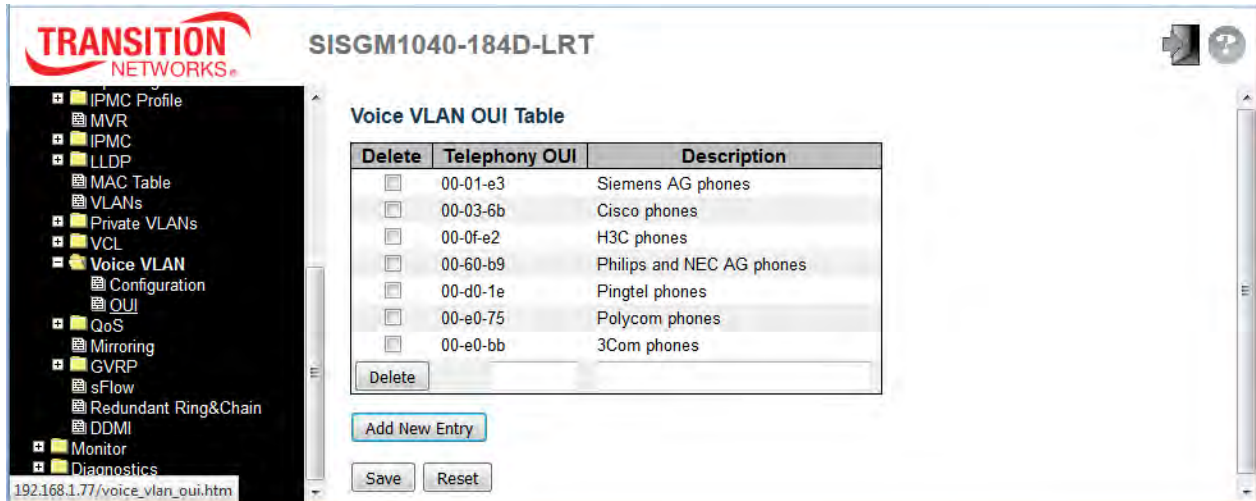 TRANSITION
NETWORKS®
SISGM1040-184D-LRT
IPMC Profile
MVR
IPMC
LLDP
MAC Table
VLANs
Private VLANs
VCL
Voice VLAN
Configuration
OUI
QoS
Mirroring
GVRP
sFlow
Redundant Ring&Chain
DDMI
Monitor
Diagnostics
192.168.1.77/voice_vlan_oui.htm
Voice VLAN OUI Table
Delete Telephony OUI Description
00-01-e3 Siemens AG phones
00-03-6b Cisco phones
00-0f-e2 H3C phones
00-60-b9 Philips and NEC AG phones
00-d0-1e Pingtel phones
00-e0-75 Polycom phones
00-e0-bb 3Com phones
Delete
Add New Entry
Save Reset